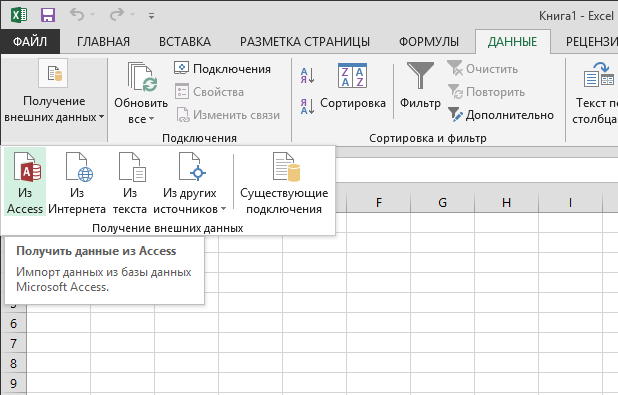 Книга1 - Excel
ФАЙЛ ГЛАВНАЯ ВСТАВКА РАЗМЕТКА СТРАНИЦЫ ФОРМУЛЫ ДАННЫЕ РЕЦЕНЗИ
Получение
внешних данных
Обновить
все
Подключения
Свойства
Изменить связи
Подключения
А
Я
Я
А
Я А
А Я
Сортировка
Фильтр
Очистить
Повторить
Дополнительно
Сортировка и фильтр
Текст по
столбца
Из
Access
Из
Интернета
Из
текста
Из других
источников
Существующие
подключения
Получение внешних данных
F G H I
Получить данные из Access
Импорт данных из базы данных
Microsoft Access.
6
7
8
9